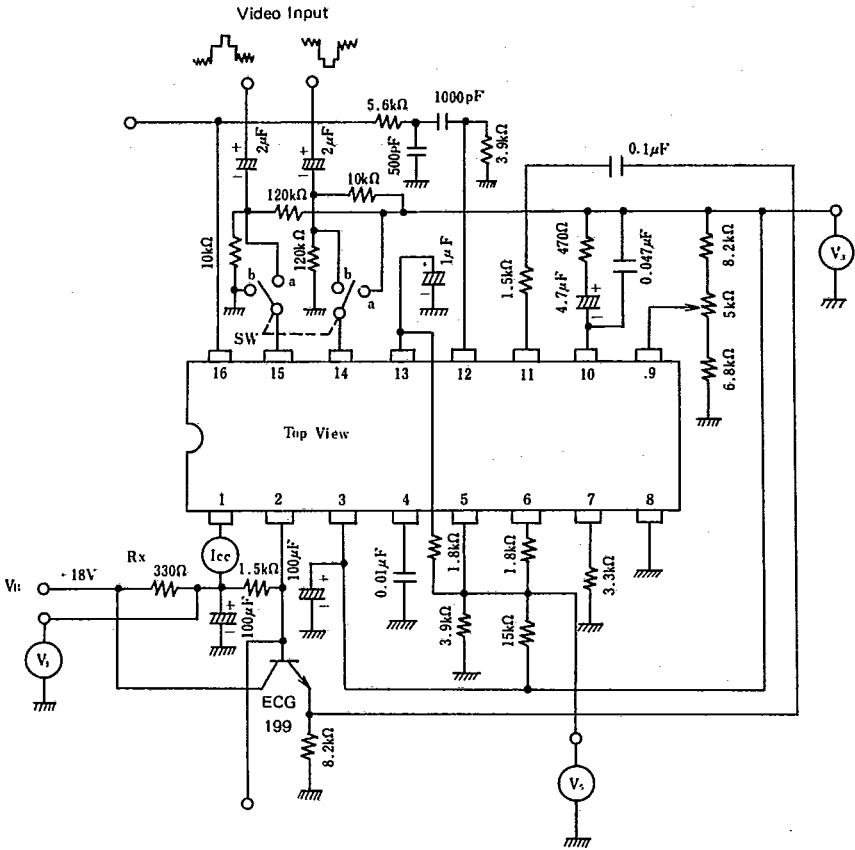 Video Input
5.6kΩ
1000pF
2μF
2μF
500pF
3.9kΩ
0.1μF
10kΩ
120kΩ
10kΩ
120kΩ
1μF
470Ω
4.7μF
0.047μF
1.5kΩ
8.2kΩ
5kΩ
6.8kΩ
V₃
b
a
b
a
SW
16 15 14 13 12 11 10 .9
Top View
1 2 3 4 5 6 7 8
Icc
Rx
18V
330Ω
1.5kΩ
100μF
100μF
0.01μF
1.8kΩ
1.8kΩ
3.3kΩ
3.9kΩ
15kΩ
V₁
ECG
199
8.2kΩ